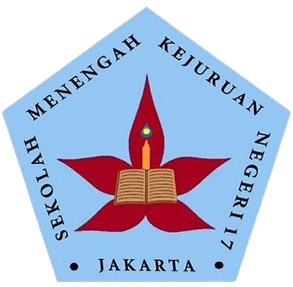 SEKOLAH MENENGAH KEJURUAN NEGERI 17
• JAKARTA •